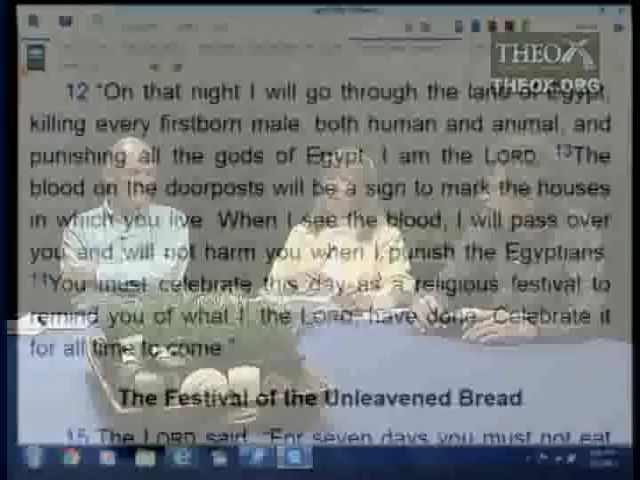 THEOX
THEOX.ORG
12 "On that night I will go through the land of Egypt,
killing every firstborn male, both human and animal, and
punishing all the gods of Egypt. I am the LORD. 13The
blood on the doorposts will be a sign to mark the houses
in which you live. When I see the blood, I will pass over
you and will not harm you when I punish the Egyptians.
14You must celebrate this day as a religious festival to
remind you of what I, the LORD, have done. Celebrate it
for all time to come."
The Festival of the Unleavened Bread
15 The LORD said, "For seven days you must not eat